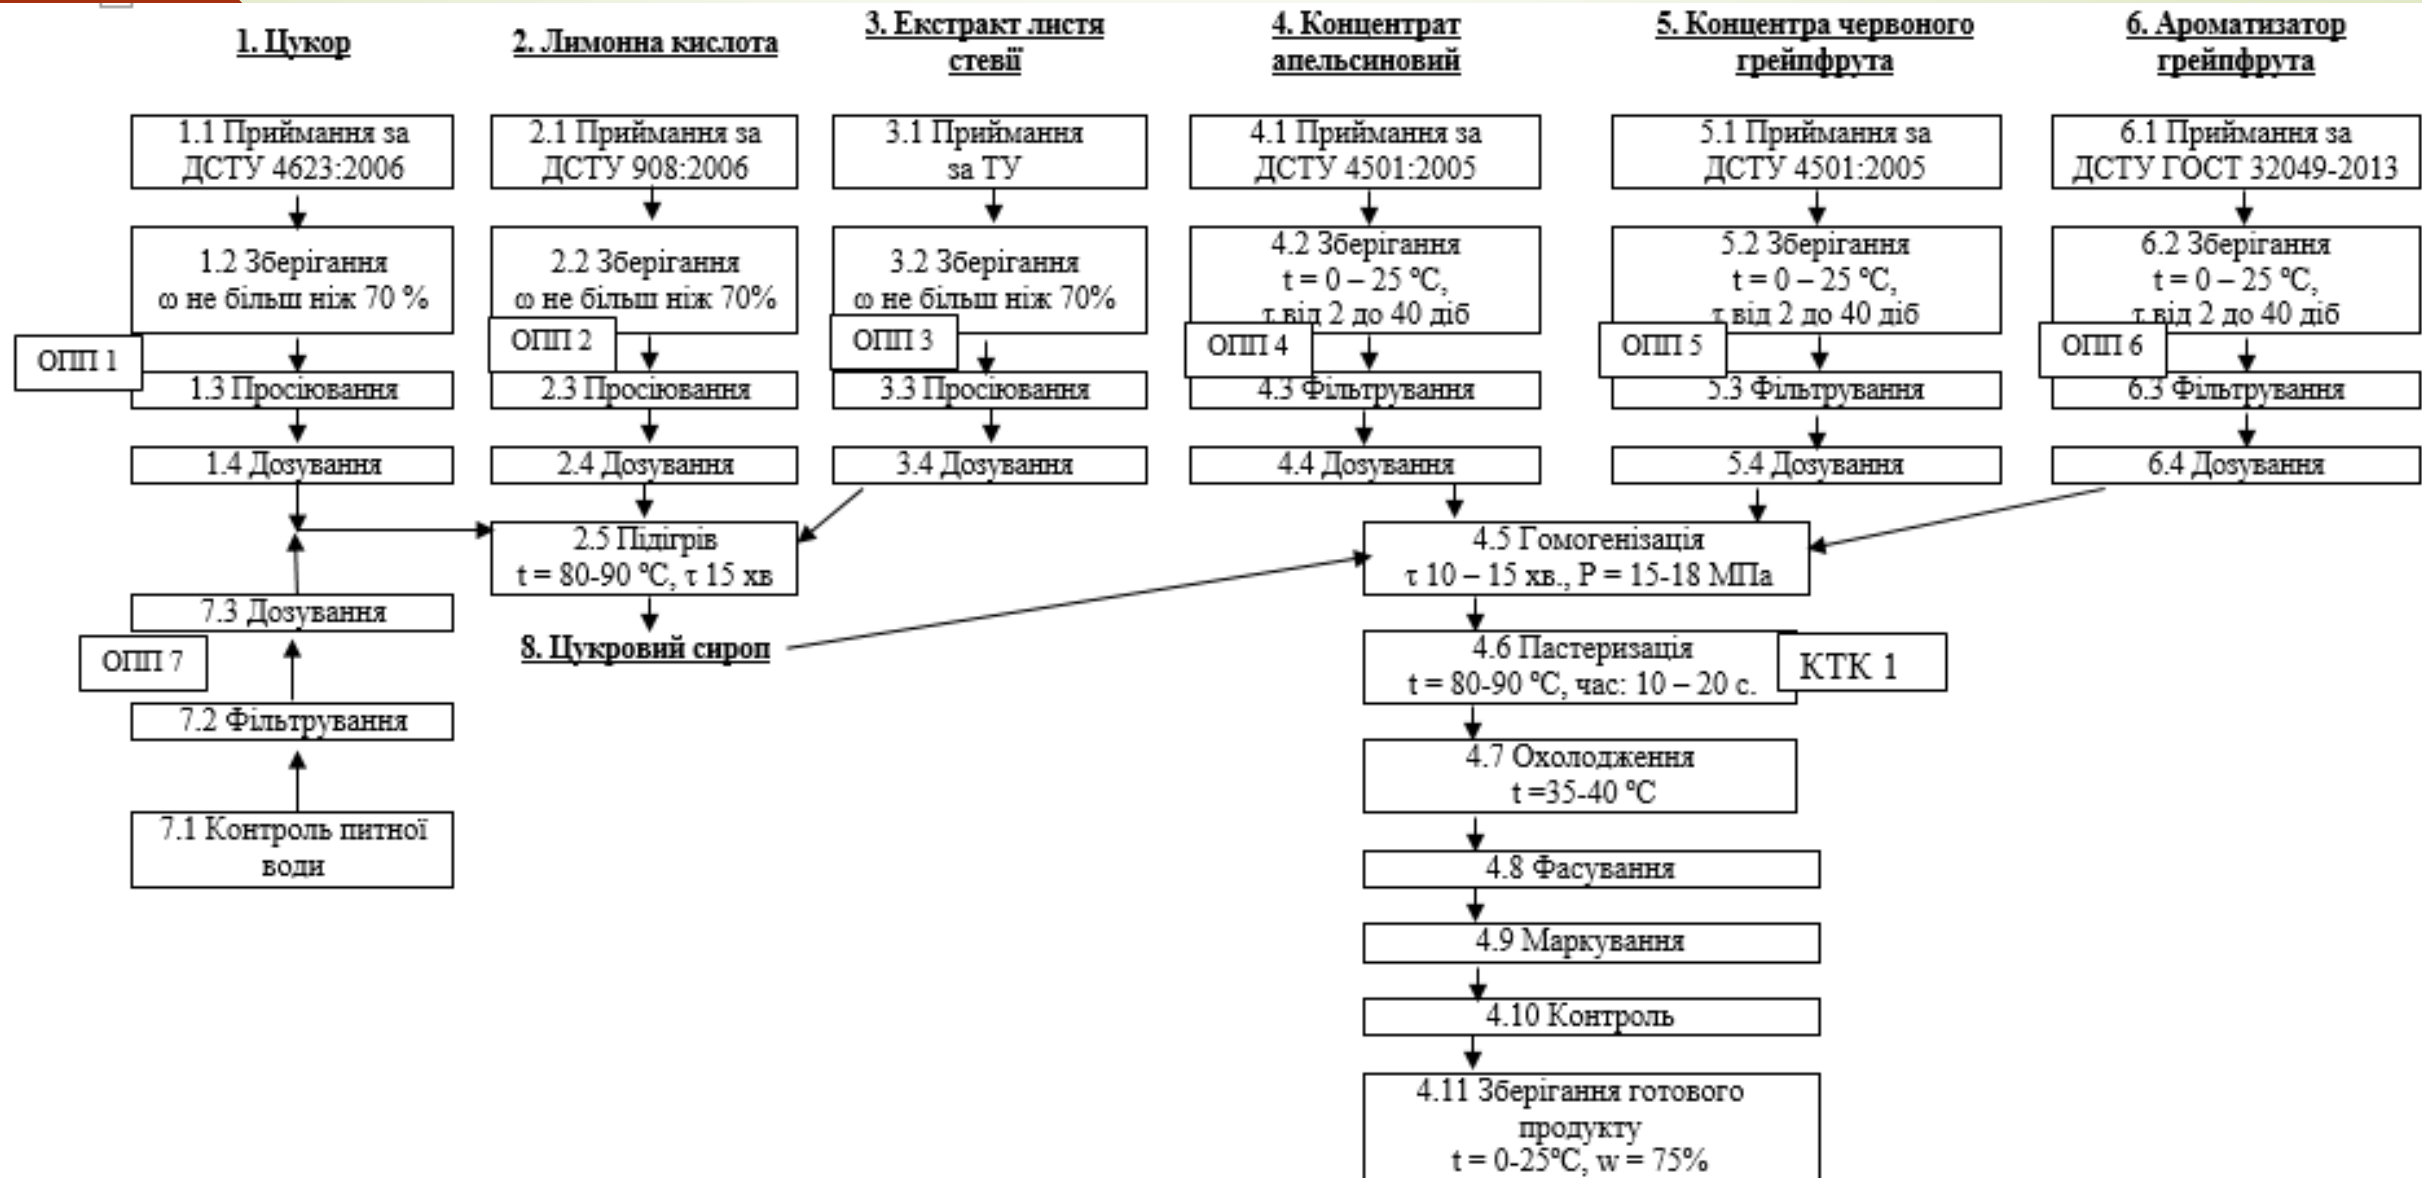 1. Цукор
2. Лимонна кислота
3. Екстракт листя
стевії
4. Концентрат
апельсиновий
5. Концентра червоного
грейпфрута
6. Ароматизатор
грейпфрута
1.1 Приймання за
ДСТУ 4623:2006
2.1 Приймання за
ДСТУ 908:2006
3.1 Приймання
за ТУ
4.1 Приймання за
ДСТУ 4501:2005
5.1 Приймання за
ДСТУ 4501:2005
6.1 Приймання за
ДСТУ ГОСТ 32049-2013
1.2 Зберігання
ω не більш ніж 70 %
2.2 Зберігання
ω не більш ніж 70%
3.2 Зберігання
ω не більш ніж 70%
4.2 Зберігання
t = 0 – 25 ºС,
τ від 2 до 40 діб
5.2 Зберігання
t = 0 – 25 ºС,
τ від 2 до 40 діб
6.2 Зберігання
t = 0 – 25 ºС,
τ від 2 до 40 діб
ОПП 1
ОПП 2
ОПП 3
ОПП 4
ОПП 5
ОПП 6
1.3 Просіювання
2.3 Просіювання
3.3 Просіювання
4.3 Фільтрування
5.3 Фільтрування
6.3 Фільтрування
1.4 Дозування
2.4 Дозування
3.4 Дозування
4.4 Дозування
5.4 Дозування
6.4 Дозування
2.5 Підігрів
t = 80-90 ºС, τ 15 хв
4.5 Гомогенізація
τ 10 – 15 хв., Р = 15-18 МПа
7.3 Дозування
8. Цукровий сироп
ОПП 7
4.6 Пастеризація
t = 80-90 ºС, час: 10 – 20 с.
КТК 1
7.2 Фільтрування
4.7 Охолодження
t =35-40 ºС
7.1 Контроль питної
води
4.8 Фасування
4.9 Маркування
4.10 Контроль
4.11 Зберігання готового
продукту
t = 0-25ºС, w = 75%